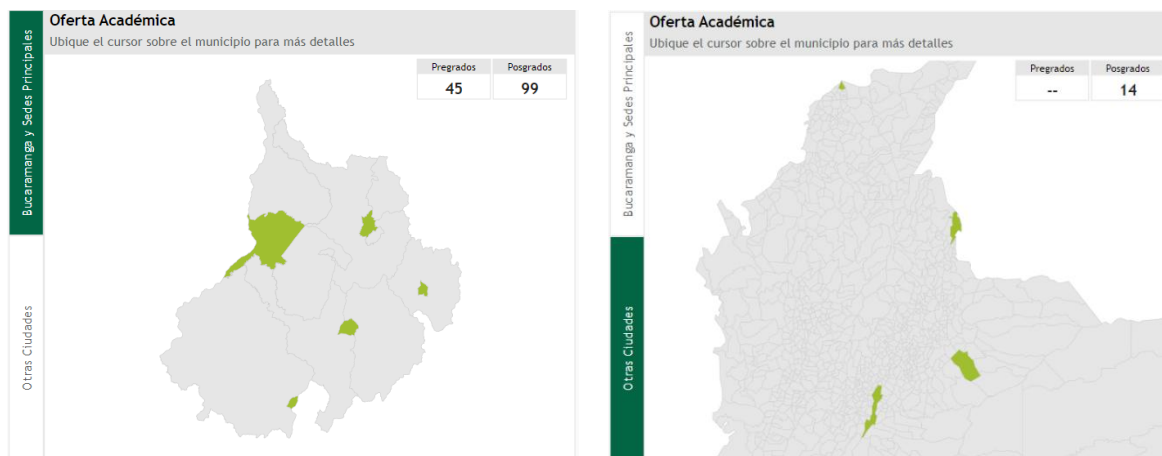 Oferta Académica
Ubique el cursor sobre el municipio para más detalles
Bucaramanga y Sedes Principales
Otras Ciudades
Pregrados Posgrados
45 99
Oferta Académica
Ubique el cursor sobre el municipio para más detalles
Bucaramanga y Sedes Principales
Otras Ciudades
Pregrados Posgrados
-- 14